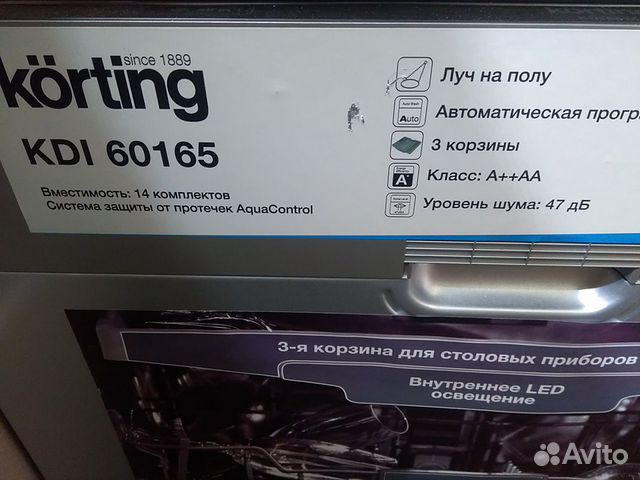 körting
since 1889
KDI 60165
Вместимость: 14 комплектов
Система защиты от протечек AquaControl
Луч на полу
Auto
Автоматическая прогр
3 корзины
A+
Класс: A++AA
Уровень шума: 47 дБ
3-я корзина для столовых приборов
Внутреннее LED
освещение
Avito